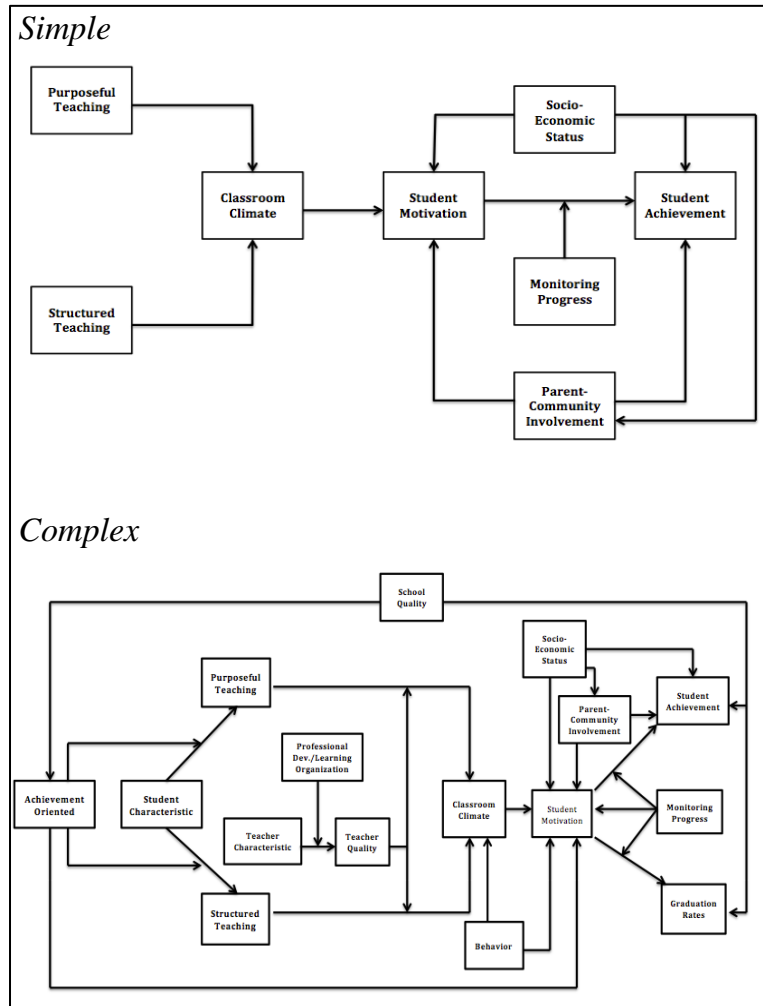 Simple
Purposeful
Teaching
Socio-
Economic
Status
Classroom
Climate
Student
Motivation
Student
Achievement
Monitoring
Progress
Structured
Teaching
Parent-
Community
Involvement
Complex
School
Quality
Socio-
Economic
Status
Purposeful
Teaching
Student
Achievement
Parent-
Community
Involvement
Professional
Dev./Learning
Organization
Achievement
Oriented
Student
Characteristic
Classroom
Climate
Student
Motivation
Monitoring
Progress
Teacher
Characteristic
Teacher
Quality
Structured
Teaching
Graduation
Rates
Behavior